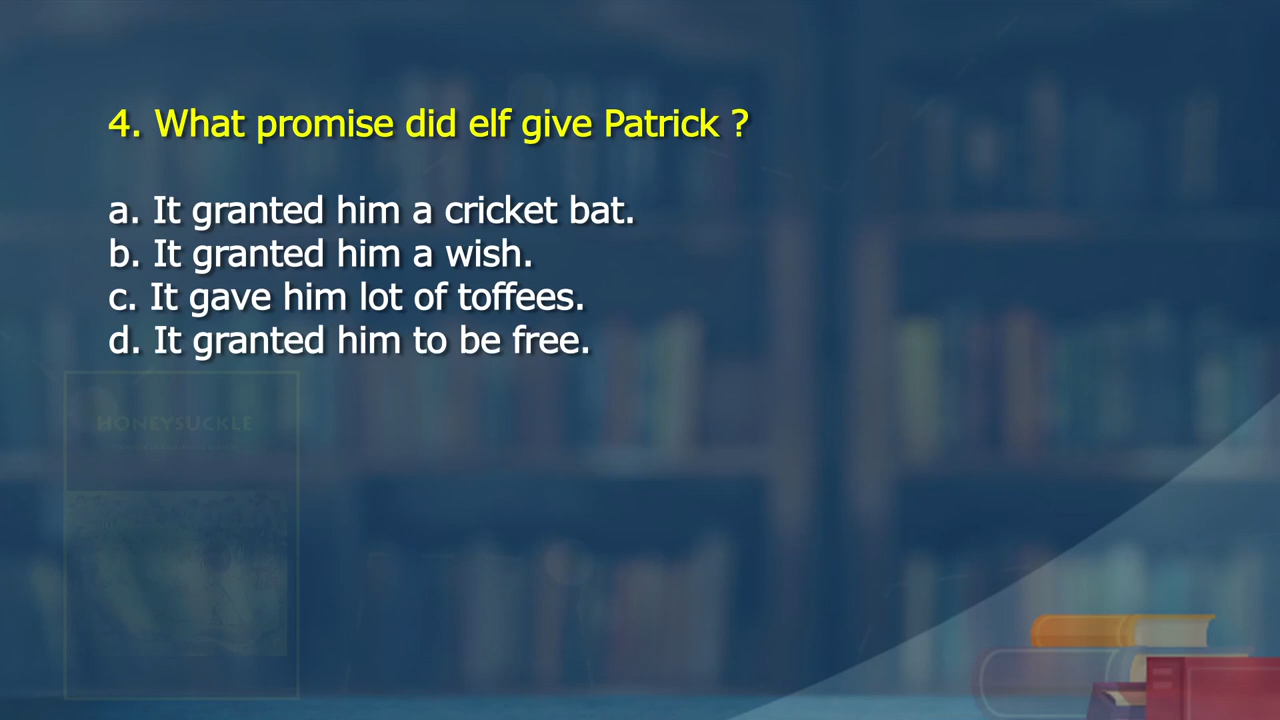 4. What promise did elf give Patrick ?
a. It granted him a cricket bat.
b. It granted him a wish.
c. It gave him lot of toffees.
d. It granted him to be free.
HONEYSUCKLE